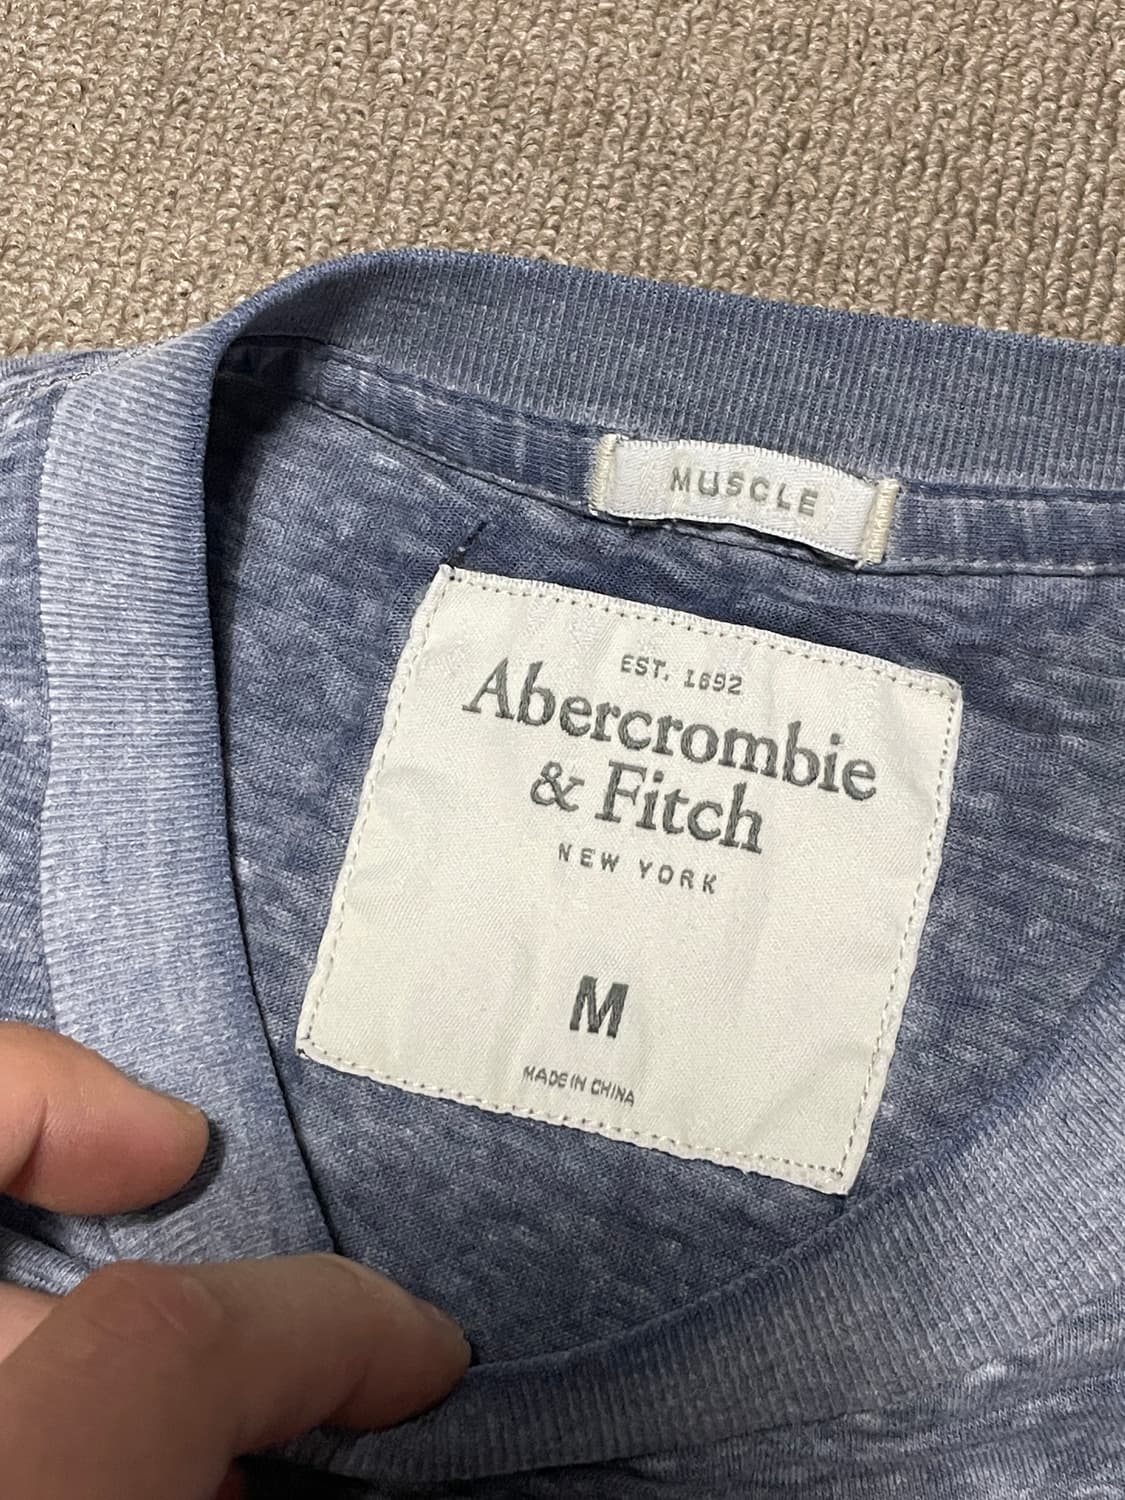 MUSCLE
EST. 1892
Abercrombie
& Fitch
NEW YORK
M
MADE IN CHINA